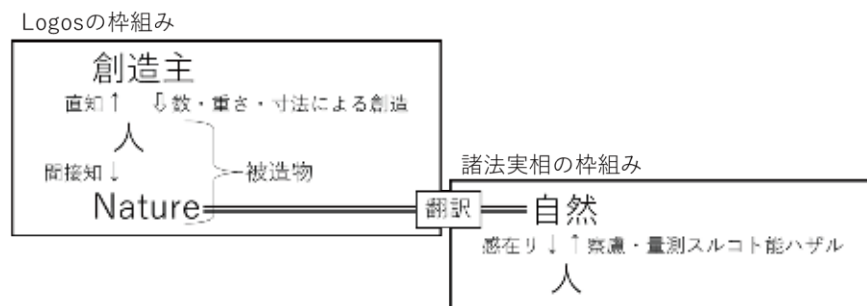 Logosの枠組み
創造主
直知↑ ⇩数・重さ・寸法による創造
人
間接知↓
被造物
Nature
翻訳
諸法実相の枠組み
自然
感在リ↓ ↑察慮・量測スルコト能ハザル
人